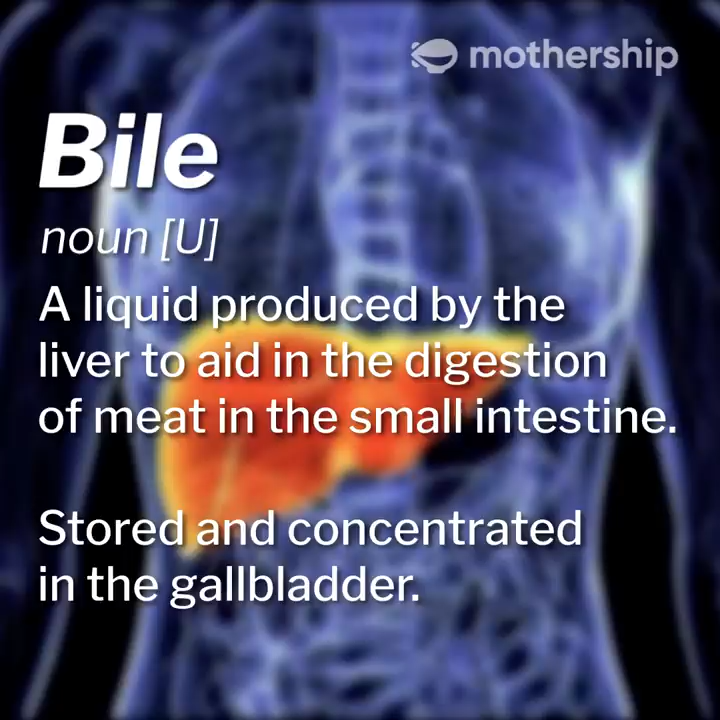 mothership
Bile
noun [U]
A liquid produced by the
liver to aid in the digestion
of meat in the small intestine.
Stored and concentrated
in the gallbladder.